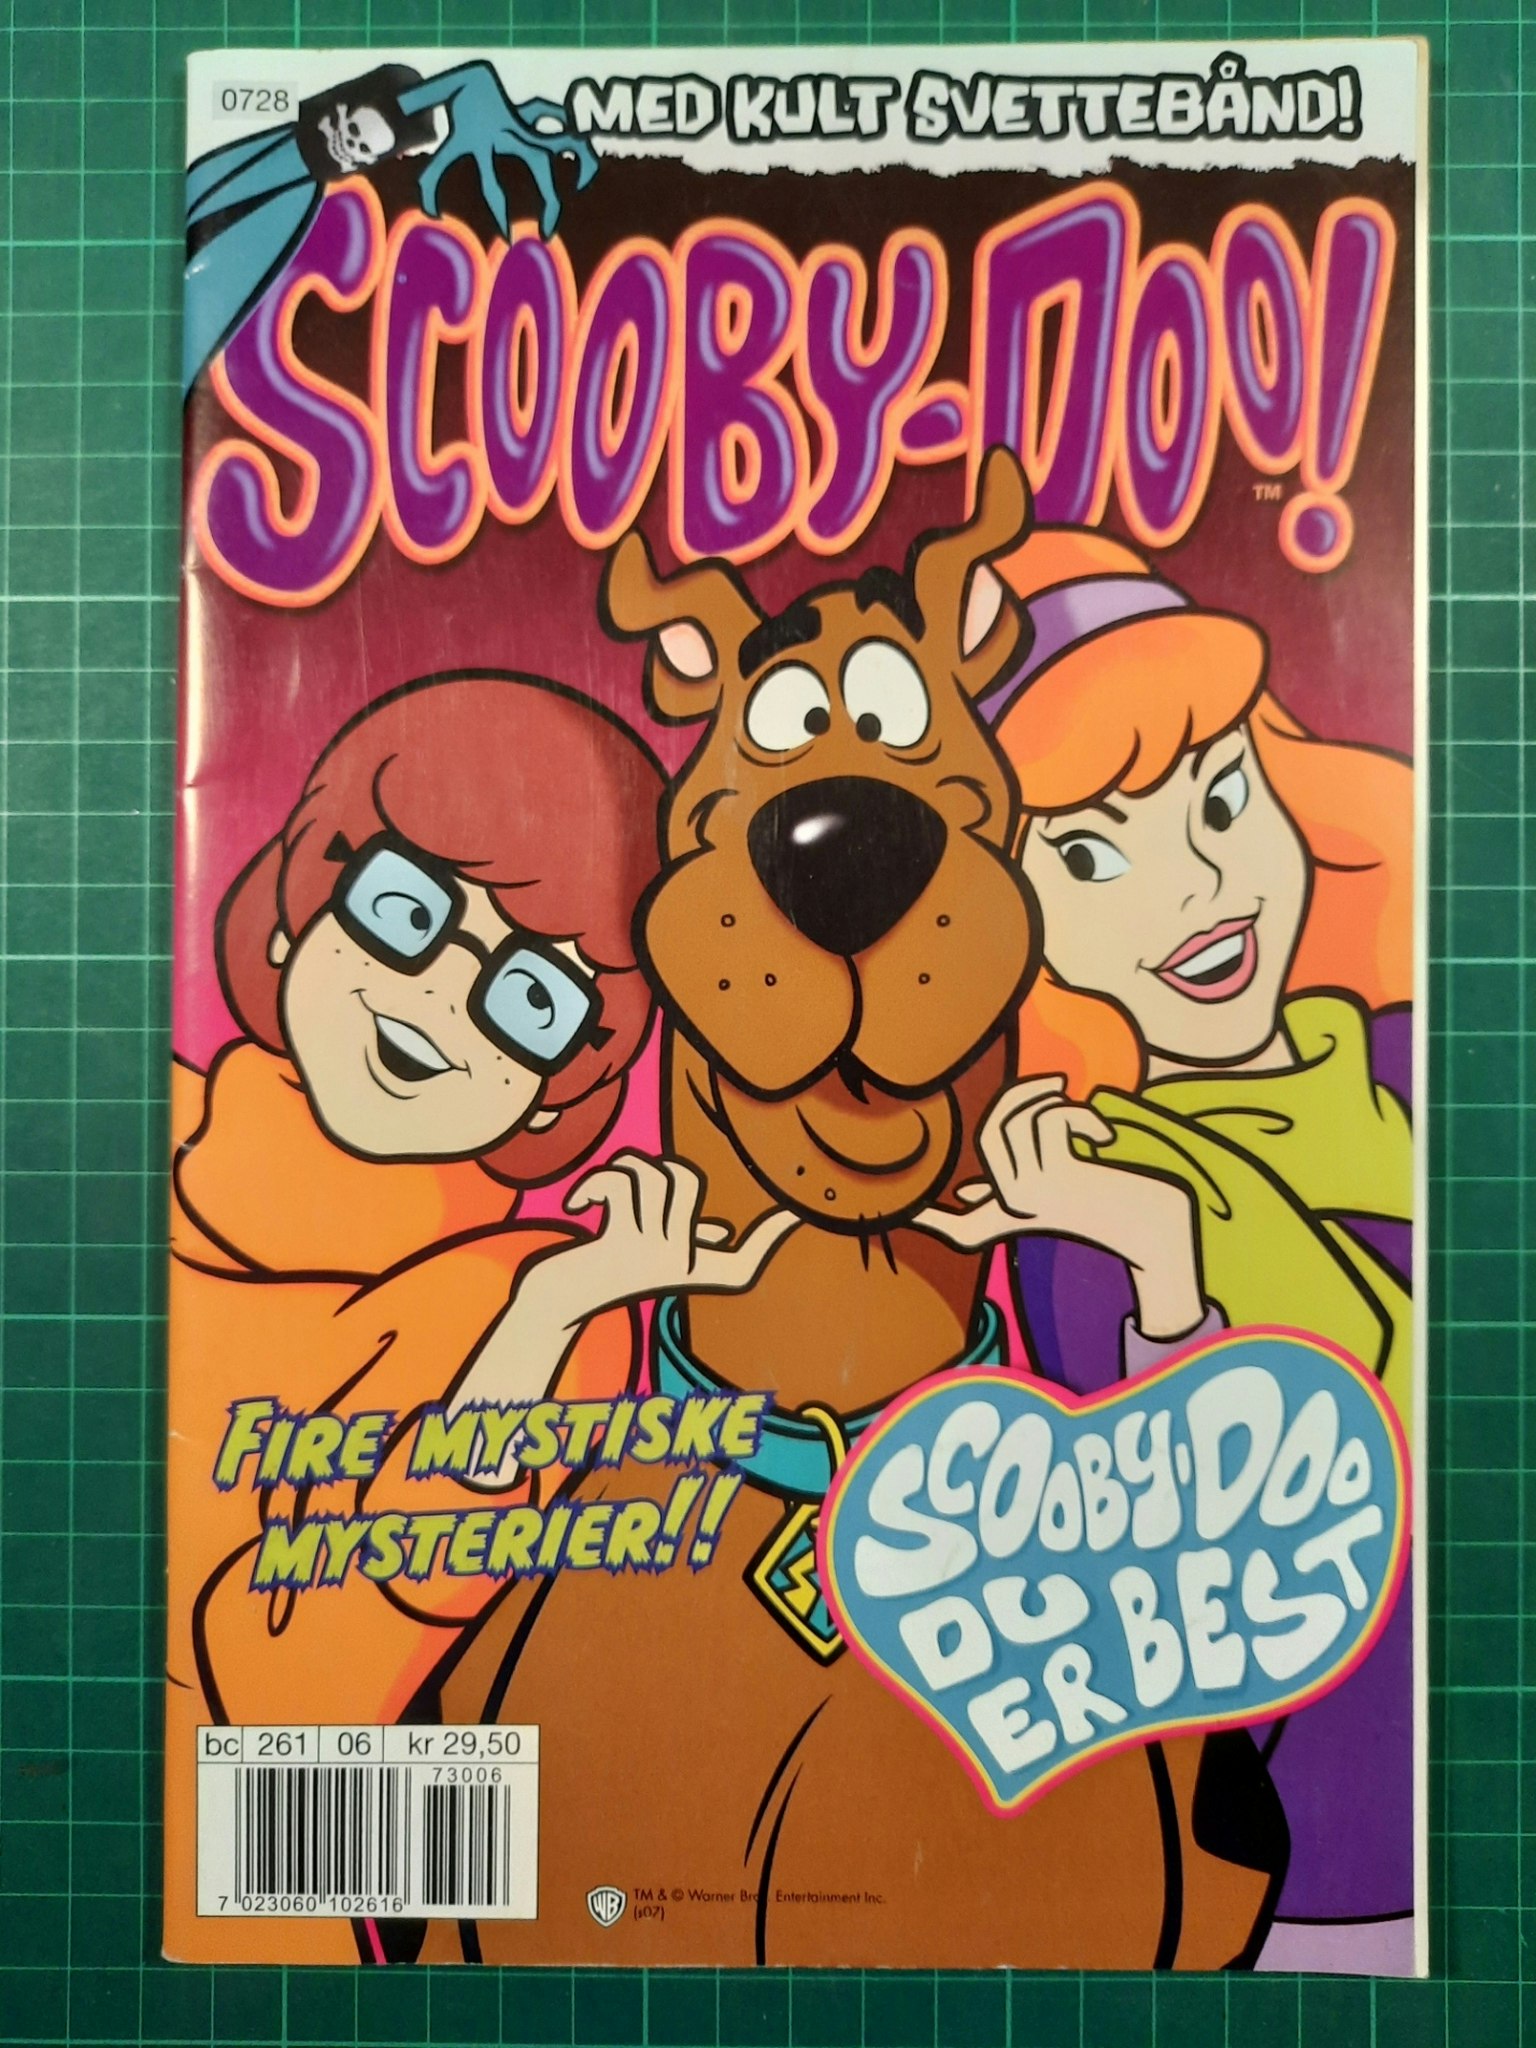 0728
MED KULT SVETTEBÅND!
SCOOBY-DOO!
TM
FIRE MYSTISKE
MYSTERIER!!
SCOOBY-DOO
DU
ER BEST
bc 261 06 kr 29,50
73006
7 023060 102616
WB
TM & © Warner Bros. Entertainment Inc.
(s07)